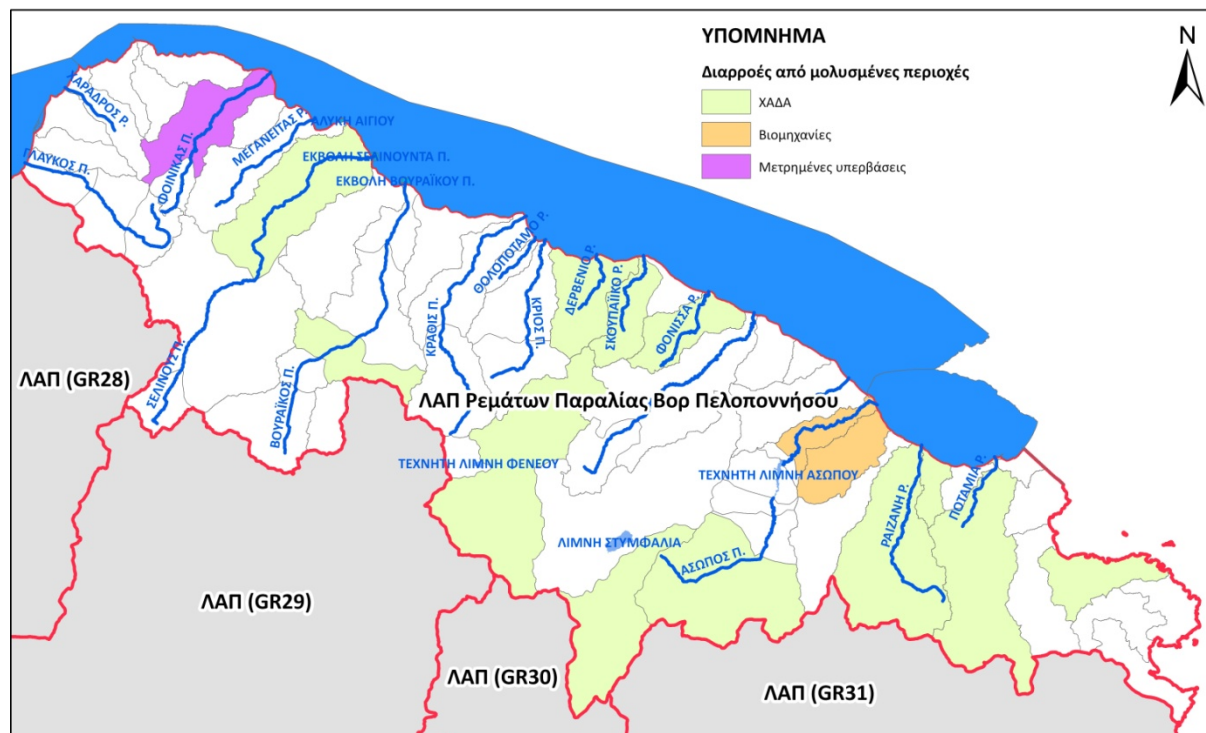 ΥΠΟΜΝΗΜΑ
Διαρροές από μολυσμένες περιοχές
ΧΑΔΑ
Βιομηχανίες
Μετρημένες υπερβάσεις
N
ΧΑΡΑΔΡΟΣ Ρ.
ΓΛΑΥΚΟΣ Π.
ΦΟΙΝΙΚΑΣ Π.
ΜΕΓΑΝΕΙΤΑΣ Ρ.
ΑΛΥΚΗ ΑΙΓΙΟΥ
ΕΚΒΟΛΗ ΣΕΛΙΝΟΥΝΤΑ Π.
ΕΚΒΟΛΗ ΒΟΥΡΑΪΚΟΥ Π.
ΘΟΛΟΠΟΤΑΜΟ Ρ.
ΔΕΡΒΕΝΙΟ Ρ.
ΣΚΟΥΠΑΙΪΚΟ Ρ.
ΦΟΝΙΣΣΑ Ρ.
ΚΡΑΘΙΣ Π.
ΚΡΙΟΣ Π.
ΣΕΛΙΝΟΥΣ Π.
ΒΟΥΡΑΪΚΟΣ Π.
ΛΑΠ (GR28)
ΛΑΠ Ρεμάτων Παραλίας Βορ Πελοποννήσου
ΤΕΧΝΗΤΗ ΛΙΜΝΗ ΦΕΝΕΟΥ
ΤΕΧΝΗΤΗ ΛΙΜΝΗ ΑΣΩΠΟΥ
ΡΑΙΖΑΝΗ Ρ.
ΠΟΤΑΜΙΑ Ρ.
ΛΙΜΝΗ ΣΤΥΜΦΑΛΙΑ
ΑΣΩΠΟΣ Π.
ΛΑΠ (GR29)
ΛΑΠ (GR30)
ΛΑΠ (GR31)